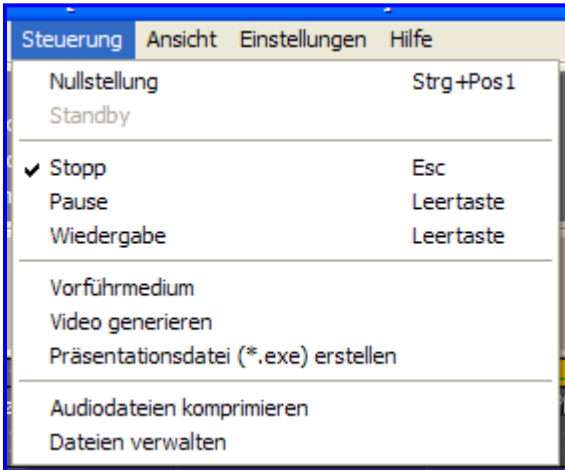 Steuerung Ansicht Einstellungen Hilfe
Nullstellung Strg+Pos1
Standby
Stopp Esc
Pause Leertaste
Wiedergabe Leertaste
Vorführmedium
Video generieren
Präsentationsdatei (*.exe) erstellen
Audiodateien komprimieren
Dateien verwalten